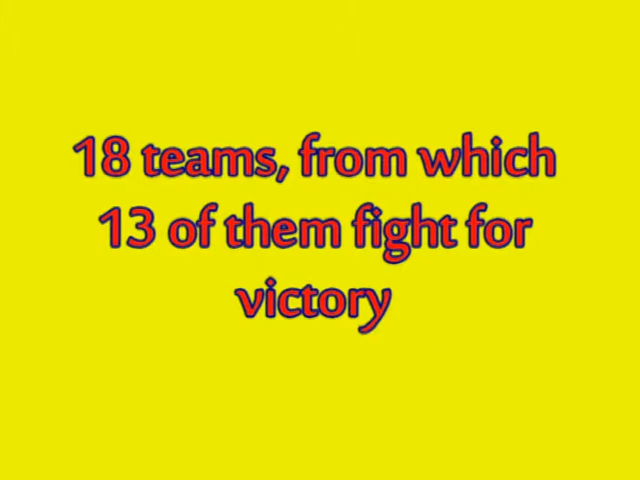 18 teams, from which
13 of them fight for
victory